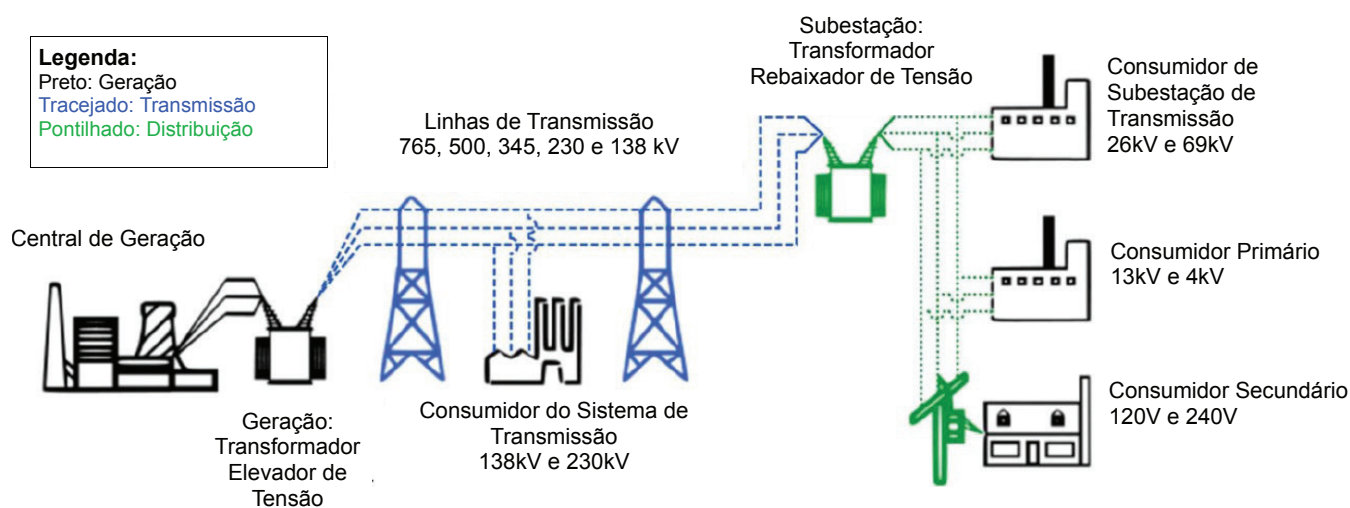 Legenda:
Preto: Geração
Tracejado: Transmissão
Pontilhado: Distribuição
Central de Geração
Geração:
Transformador
Elevador de
Tensão
Linhas de Transmissão
765, 500, 345, 230 e 138 kV
Consumidor do Sistema de
Transmissão
138kV e 230kV
Subestação:
Transformador
Rebaixador de Tensão
Consumidor de
Subestação de
Transmissão
26kV e 69kV
Consumidor Primário
13kV e 4kV
Consumidor Secundário
120V e 240V